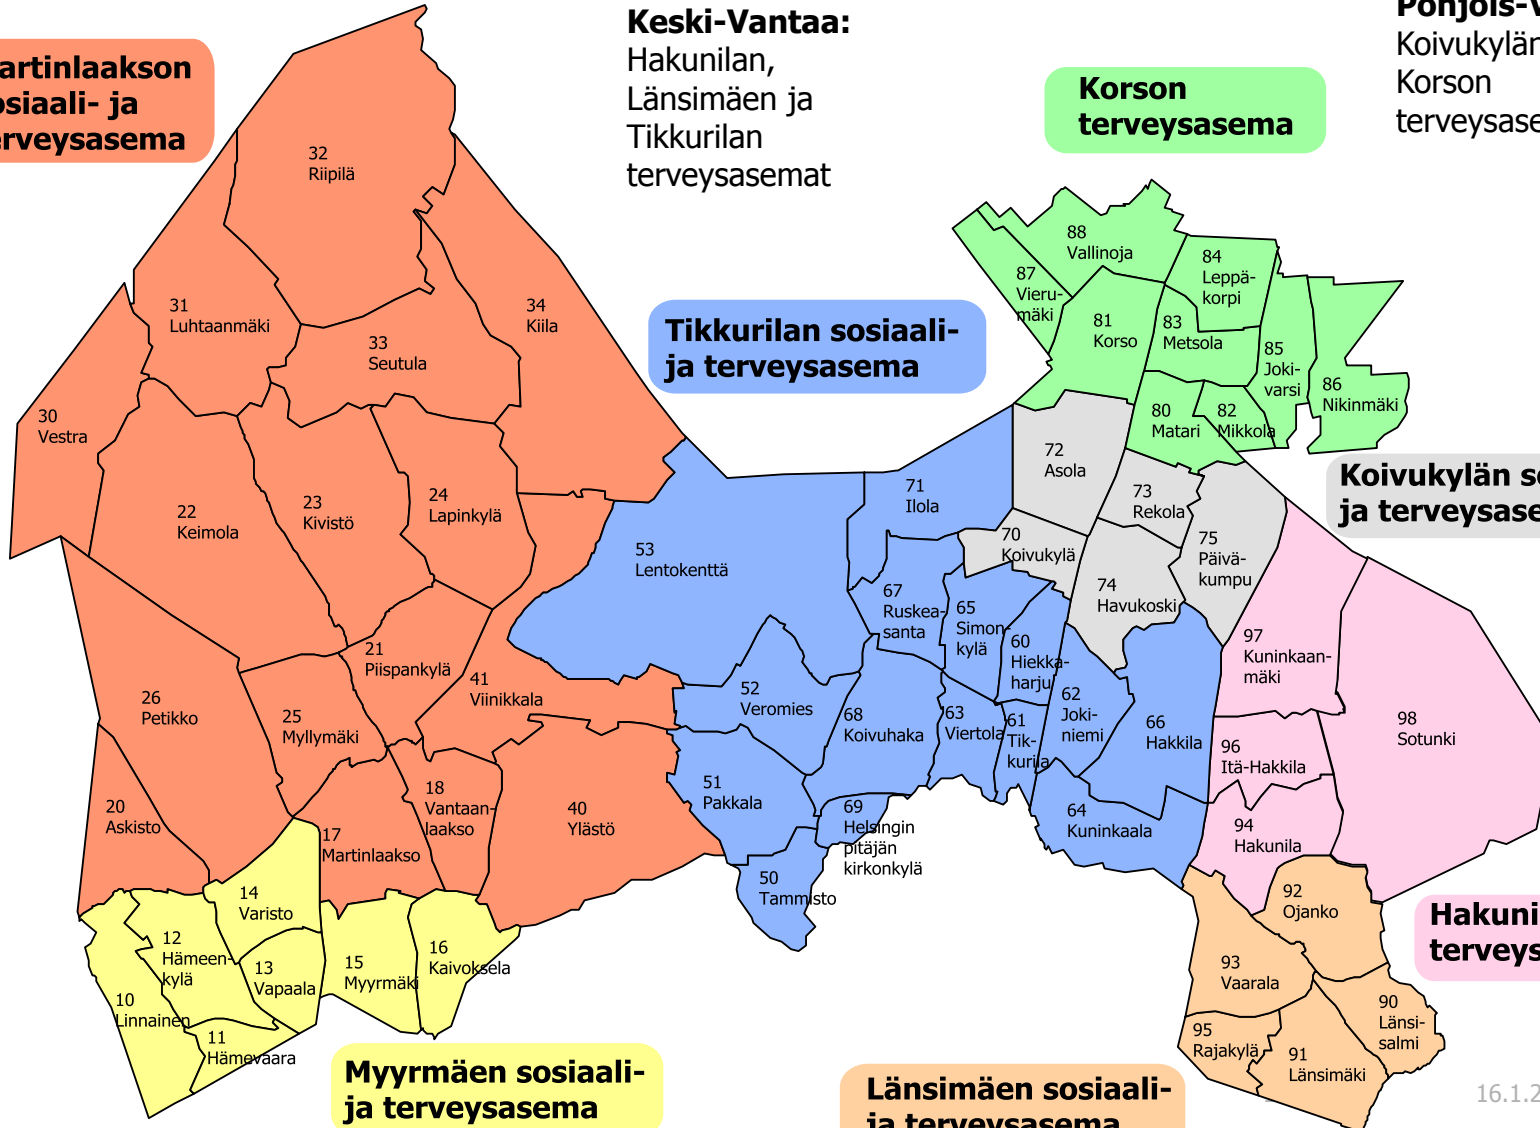 artinlaakson
osiaali- ja
erveysasema
Keski-Vantaa:
Hakunilan,
Länsimäen ja
Tikkurilan
terveysasemat
Korson
terveysasema
Koivukylän
Korson
Tikkurilan sosiaali-
ja terveysasema
32
Riipilä
31
Luhtaanmäki
34
Kiila
33
Seutula
30
Vestra
22
Keimola
23
Kivistö
24
Lapinkylä
21
Piispankylä
41
Viinikkala
26
Petikko
25
Myllymäki
20
Askisto
17
Martinlaakso
18
Vantaan-
laakso
40
Ylästö
14
Varisto
12
Hämeen-
kylä
13
Vapaala
15
Myyrmäki
16
Kaivoksela
10
Linnainen
11
Hämevaara
Myyrmäen sosiaali-
ja terveysasema
53
Lentokenttä
71
Ilola
67
Ruskea-
santa
65
Simon-
kylä
60
Hiekka-
harju
52
Veromies
68
Koivuhaka
63
Viertola
61
Tik-
kurila
62
Joki-
niemi
66
Hakkila
51
Pakkala
69
Helsingin
pitäjän
kirkonkylä
64
Kuninkaala
50
Tammisto
88
Vallinoja
87
Vieru-
mäki
84
Leppä-
korpi
81
Korso
83
Metsola
85
Joki-
varsi
86
Nikinmäki
80
Matari
82
Mikkola
72
Asola
73
Rekola
70
Koivukylä
75
Päivä-
kumpu
74
Havukoski
Koivukylän so
ja terveysase
97
Kuninkaan-
mäki
98
Sotunki
96
Itä-Hakkila
94
Hakunila
Hakuni
terveys
92
Ojanko
93
Vaarala
90
Länsi-
salmi
95
Rajakylä
91
Länsimäki
Länsimäen sosiaali-
ja terveysasema
16.1.2